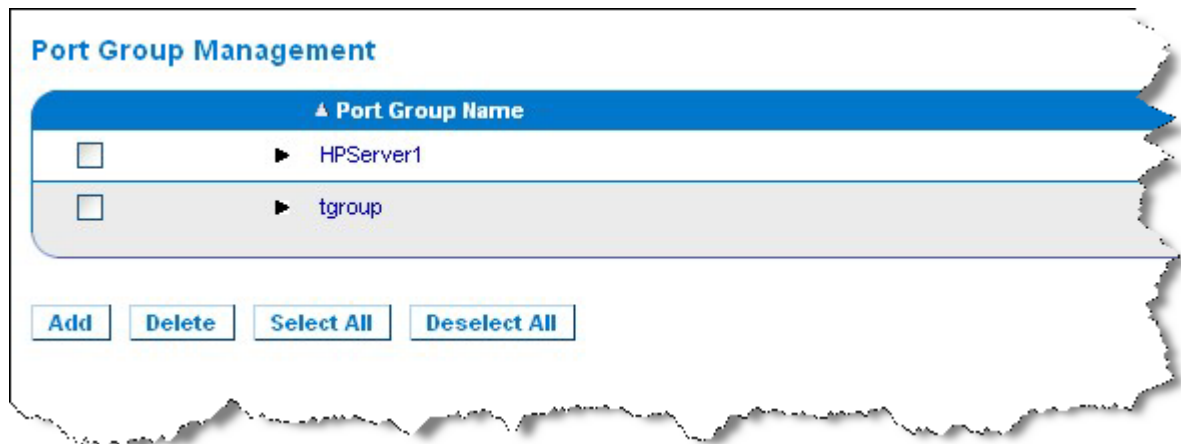 Port Group Management
▲ Port Group Name
► HPServer1
► tgroup
Add Delete Select All Deselect All